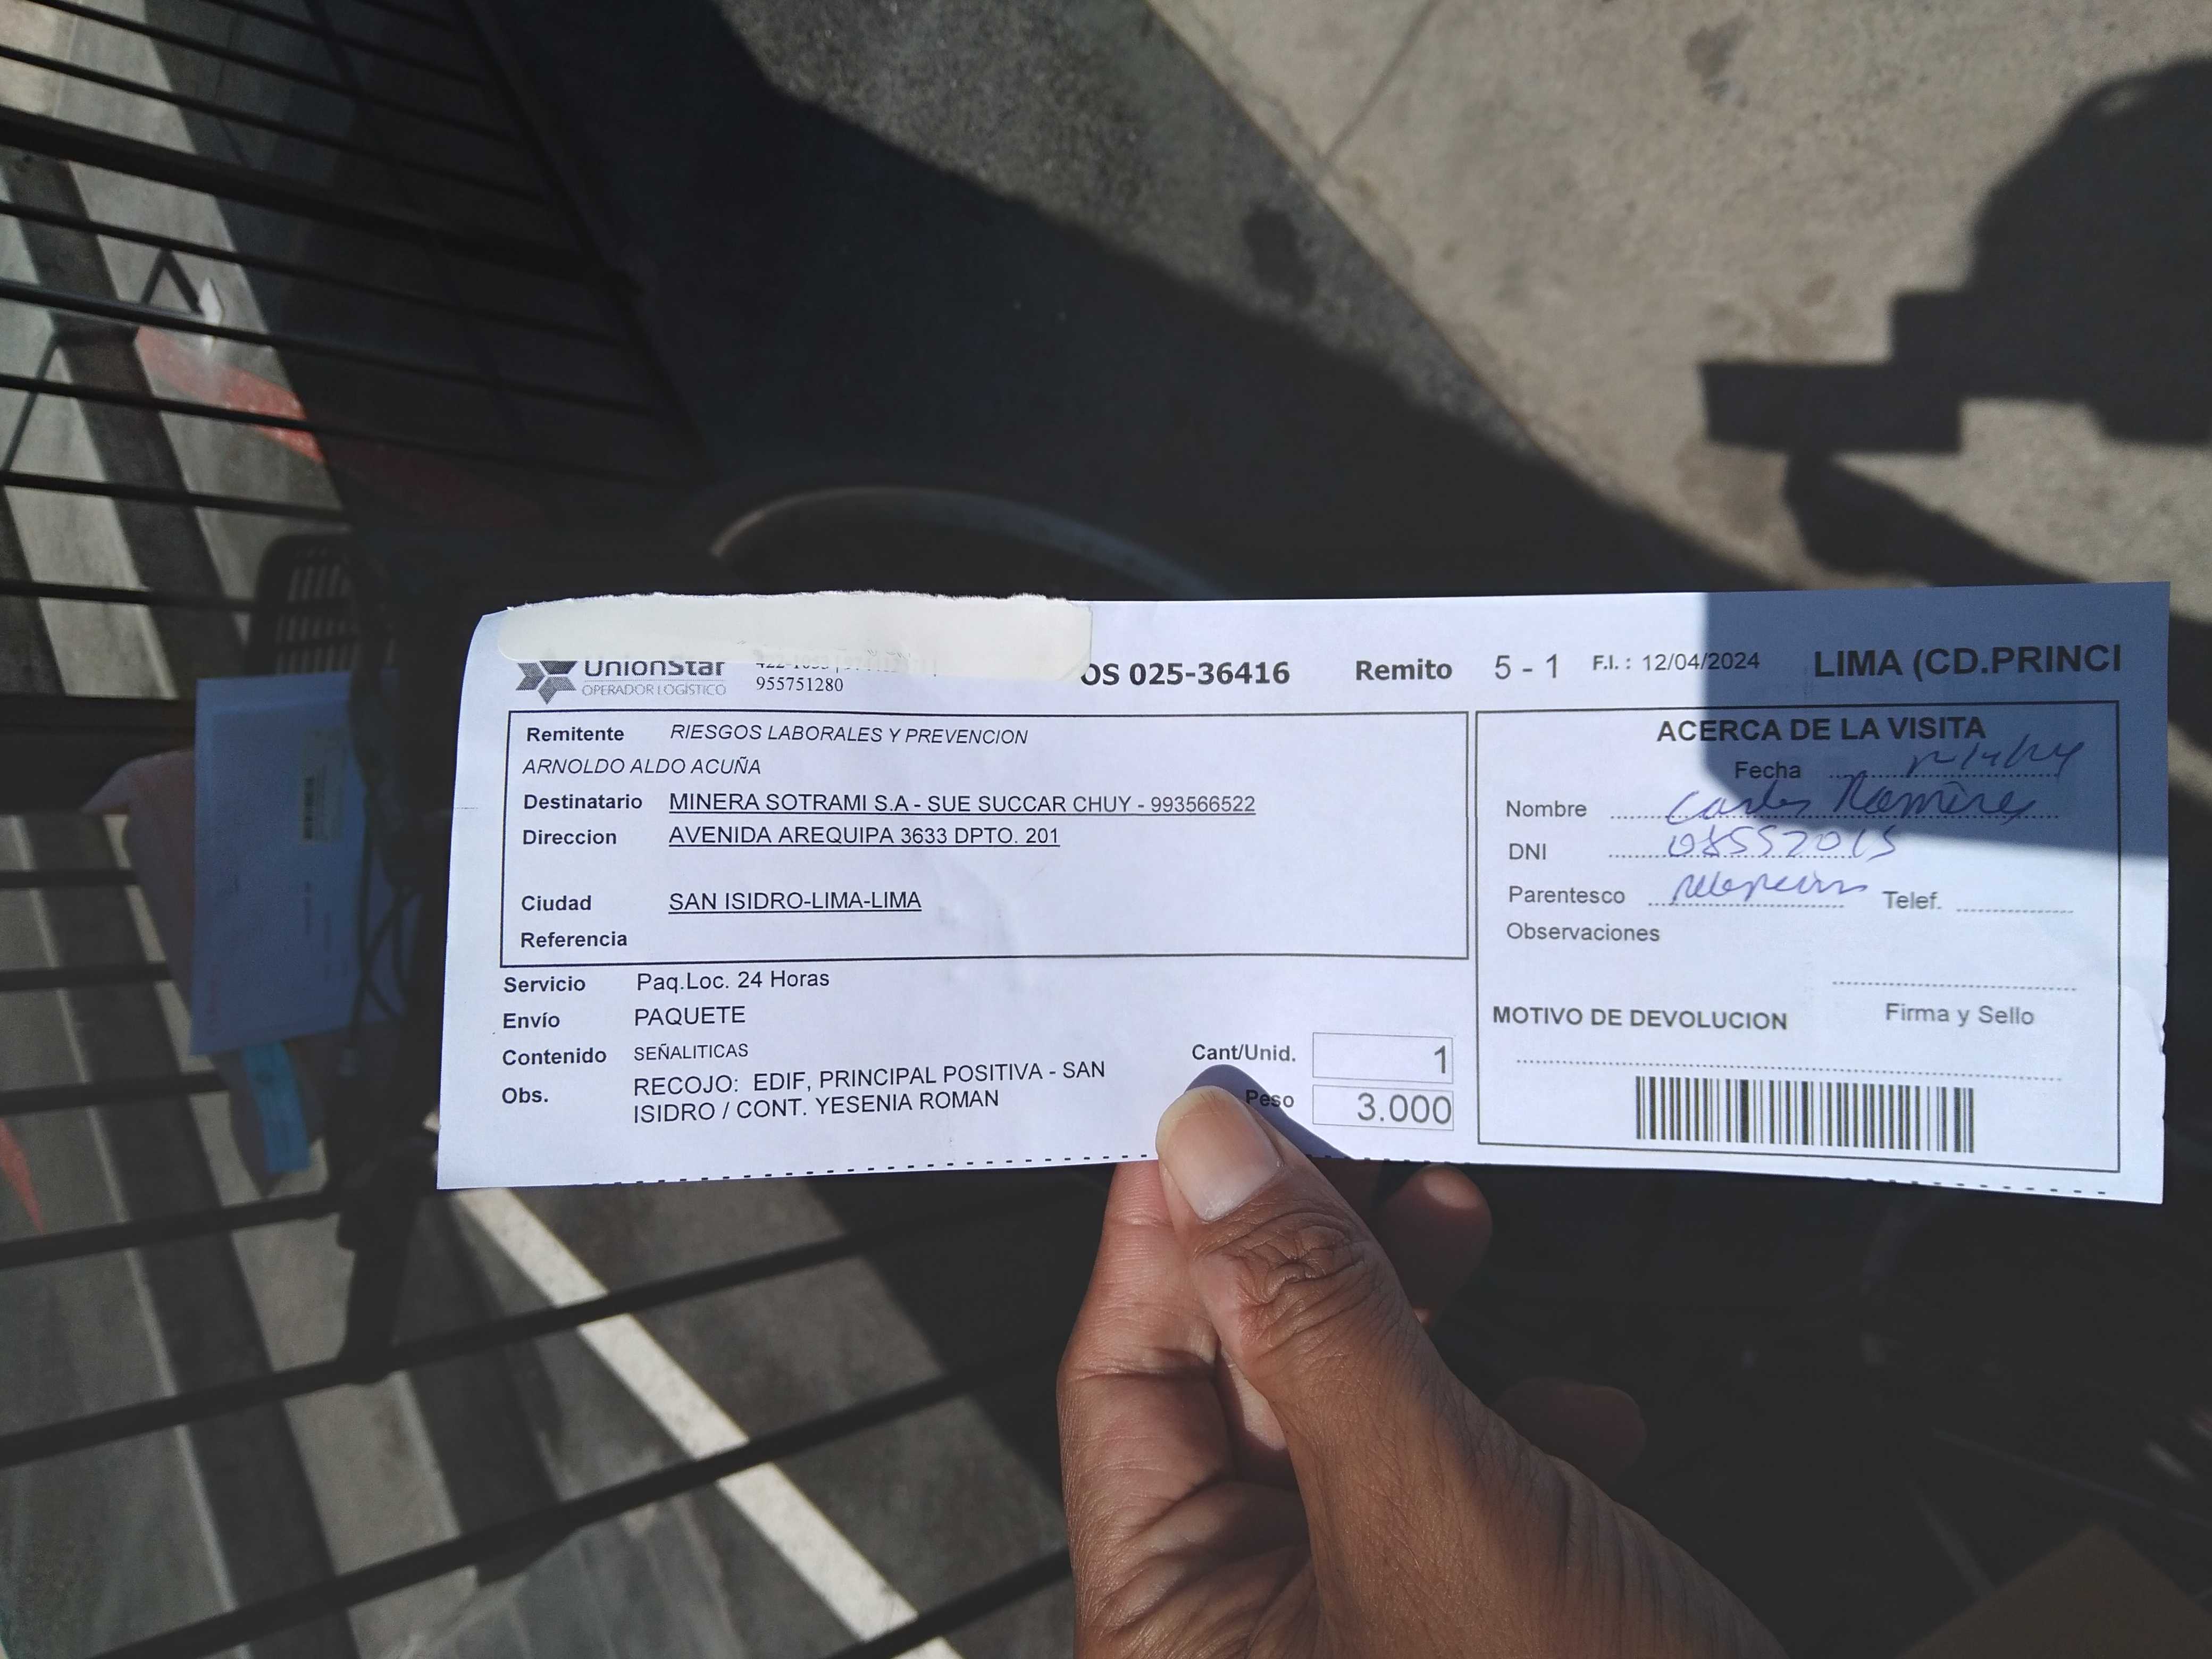 UnionStar
OPERADOR LOGÍSTICO
955751280
OS 025-36416
Remito 5 - 1
F.I. : 12/04/2024
LIMA (CD.PRINCI
Remitente RIESGOS LABORALES Y PREVENCION
ARNOLDO ALDO ACUÑA
Destinatario MINERA SOTRAMI S.A - SUE SUCCAR CHUY - 993566522
Direccion AVENIDA AREQUIPA 3633 DPTO. 201
Ciudad SAN ISIDRO-LIMA-LIMA
Referencia
Servicio Paq.Loc. 24 Horas
Envío PAQUETE
Contenido SEÑALITICAS
Obs. RECOJO: EDIF, PRINCIPAL POSITIVA - SAN
ISIDRO / CONT. YESENIA ROMAN
Cant/Unid. 1
Peso 3.000
ACERCA DE LA VISITA
Fecha
Nombre Carlos Ramires
DNI 08552015
Parentesco
Telef.
Observaciones
Firma y Sello
MOTIVO DE DEVOLUCION